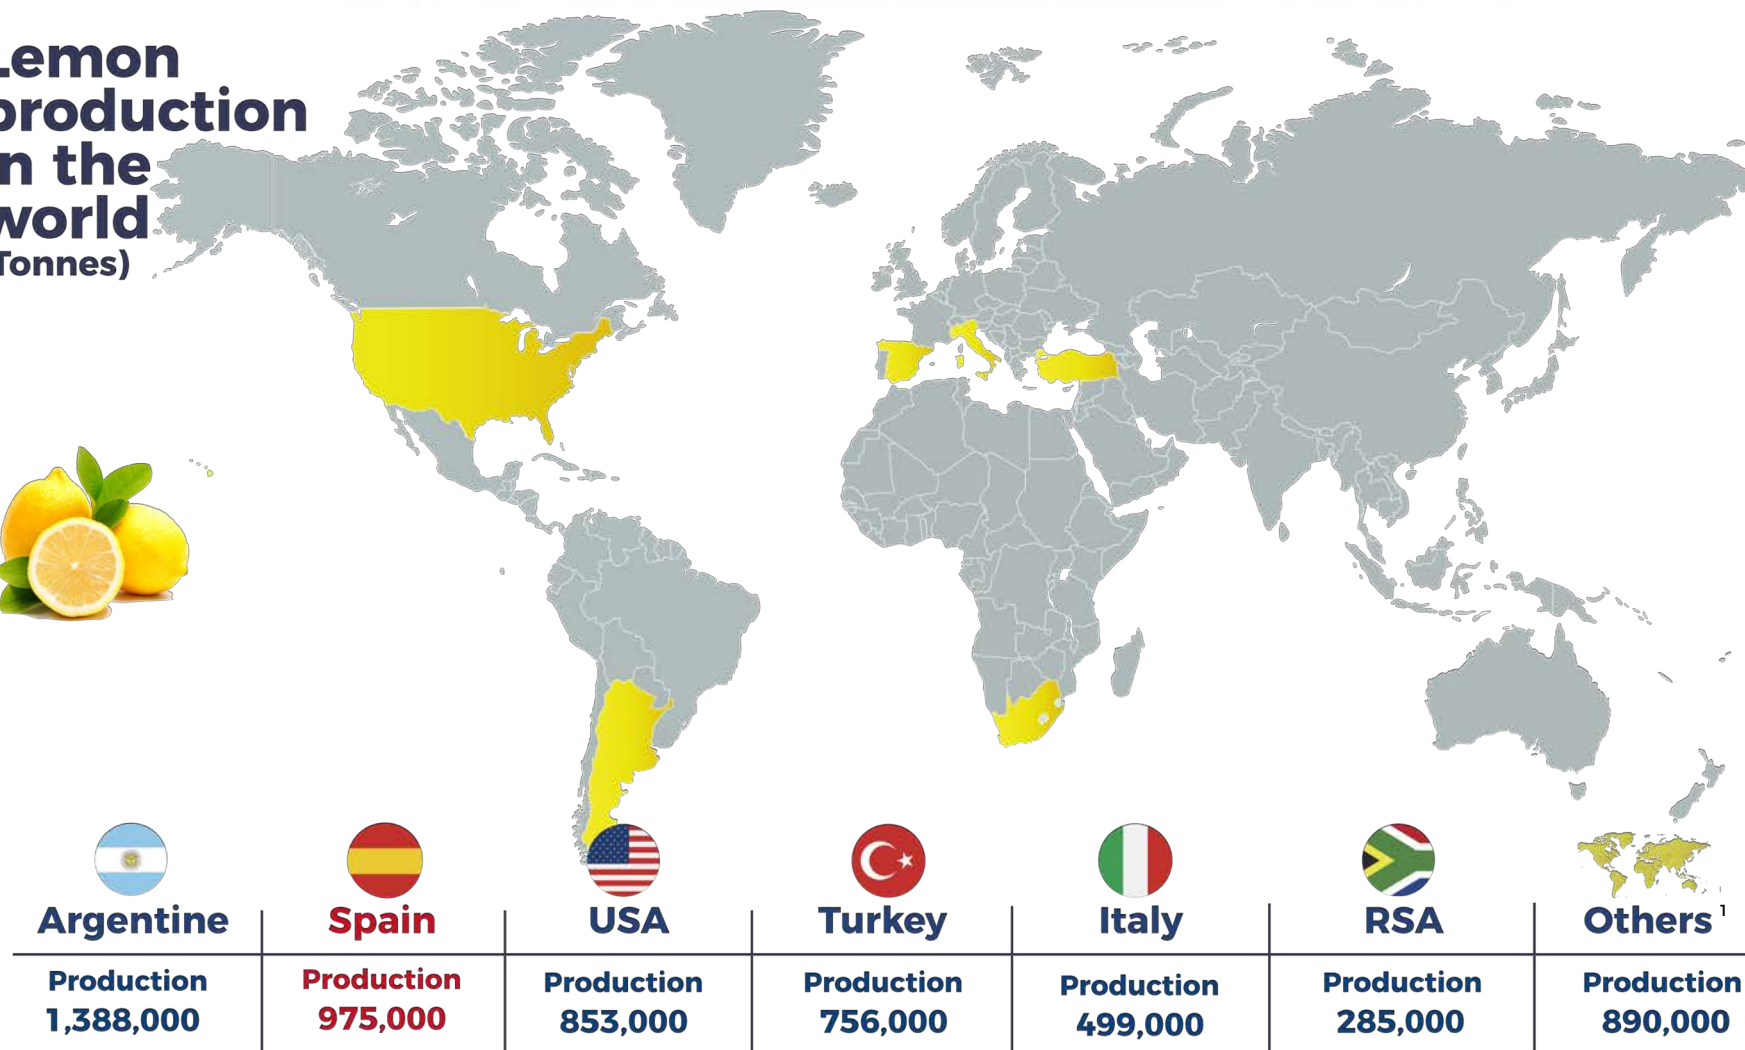 Lemon
production
in the
world
(Tonnes)
Argentine
Spain
USA
Turkey
Italy
RSA
Others 1
Production
1,388,000
Production
975,000
Production
853,000
Production
756,000
Production
499,000
Production
285,000
Production
890,000